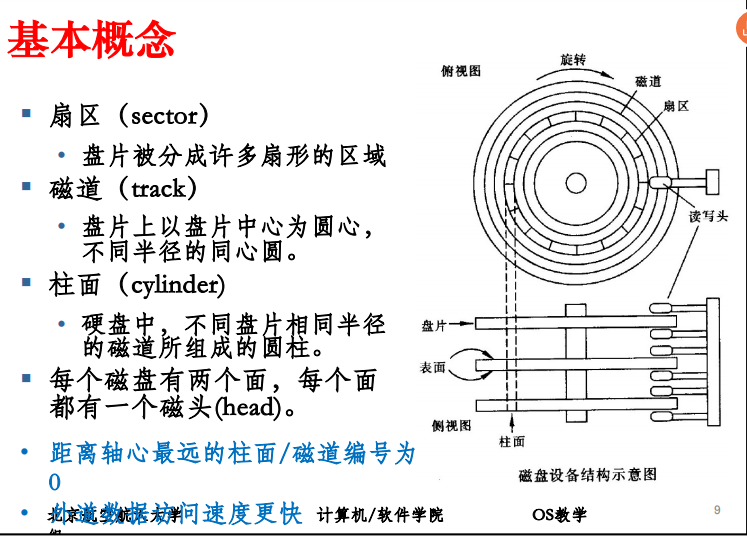 基本概念
扇区（sector）
盘片被分成许多扇形的区域
磁道（track）
盘片上以盘片中心为圆心，
不同半径的同心圆。
柱面（cylinder)
硬盘中，不同盘片相同半径
的磁道所组成的圆柱。
每个磁盘有两个面，每个面
都有一个磁头(head)。
距离轴心最远的柱面/磁道编号为
0
外道数据访问速度更快
俯视图
旋转
磁道
扇区
读写头
盘片
表面
侧视图
柱面
磁盘设备结构示意图
北京航空航天大学
计算机/软件学院
OS教学
9